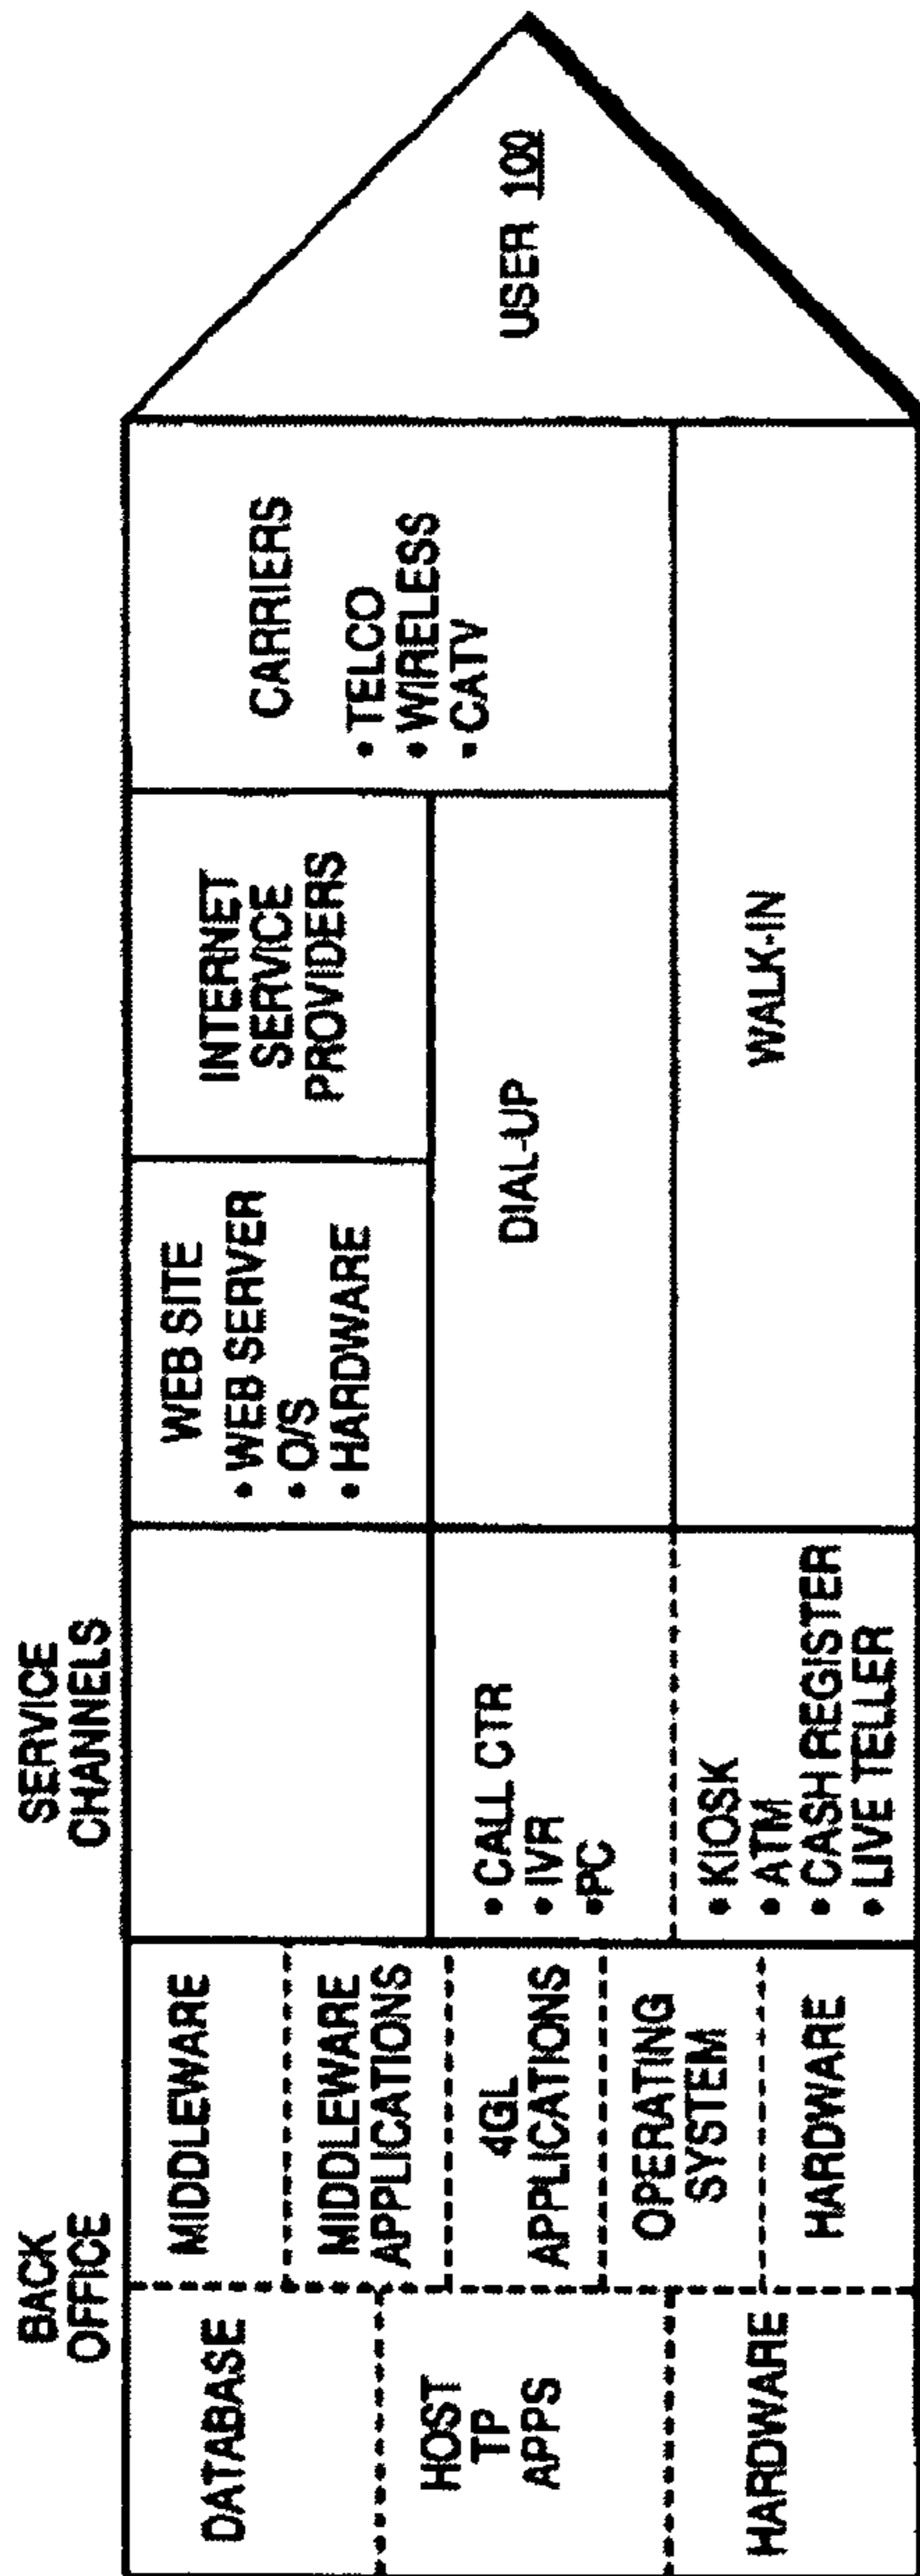 BACK
OFFICE
SERVICE
CHANNELS
DATABASE
HOST
TP
APPS
HARDWARE
MIDDLEWARE
MIDDLEWARE
APPLICATIONS
4GL
APPLICATIONS
OPERATING
SYSTEM
HARDWARE
• CALL CTR
• IVR
• PC
• KIOSK
• ATM
• CASH REGISTER
• LIVE TELLER
WEB SITE
• WEB SERVER
• O/S
• HARDWARE
INTERNET
SERVICE
PROVIDERS
DIAL-UP
WALK-IN
CARRIERS
• TELCO
• WIRELESS
• CATV
USER 100